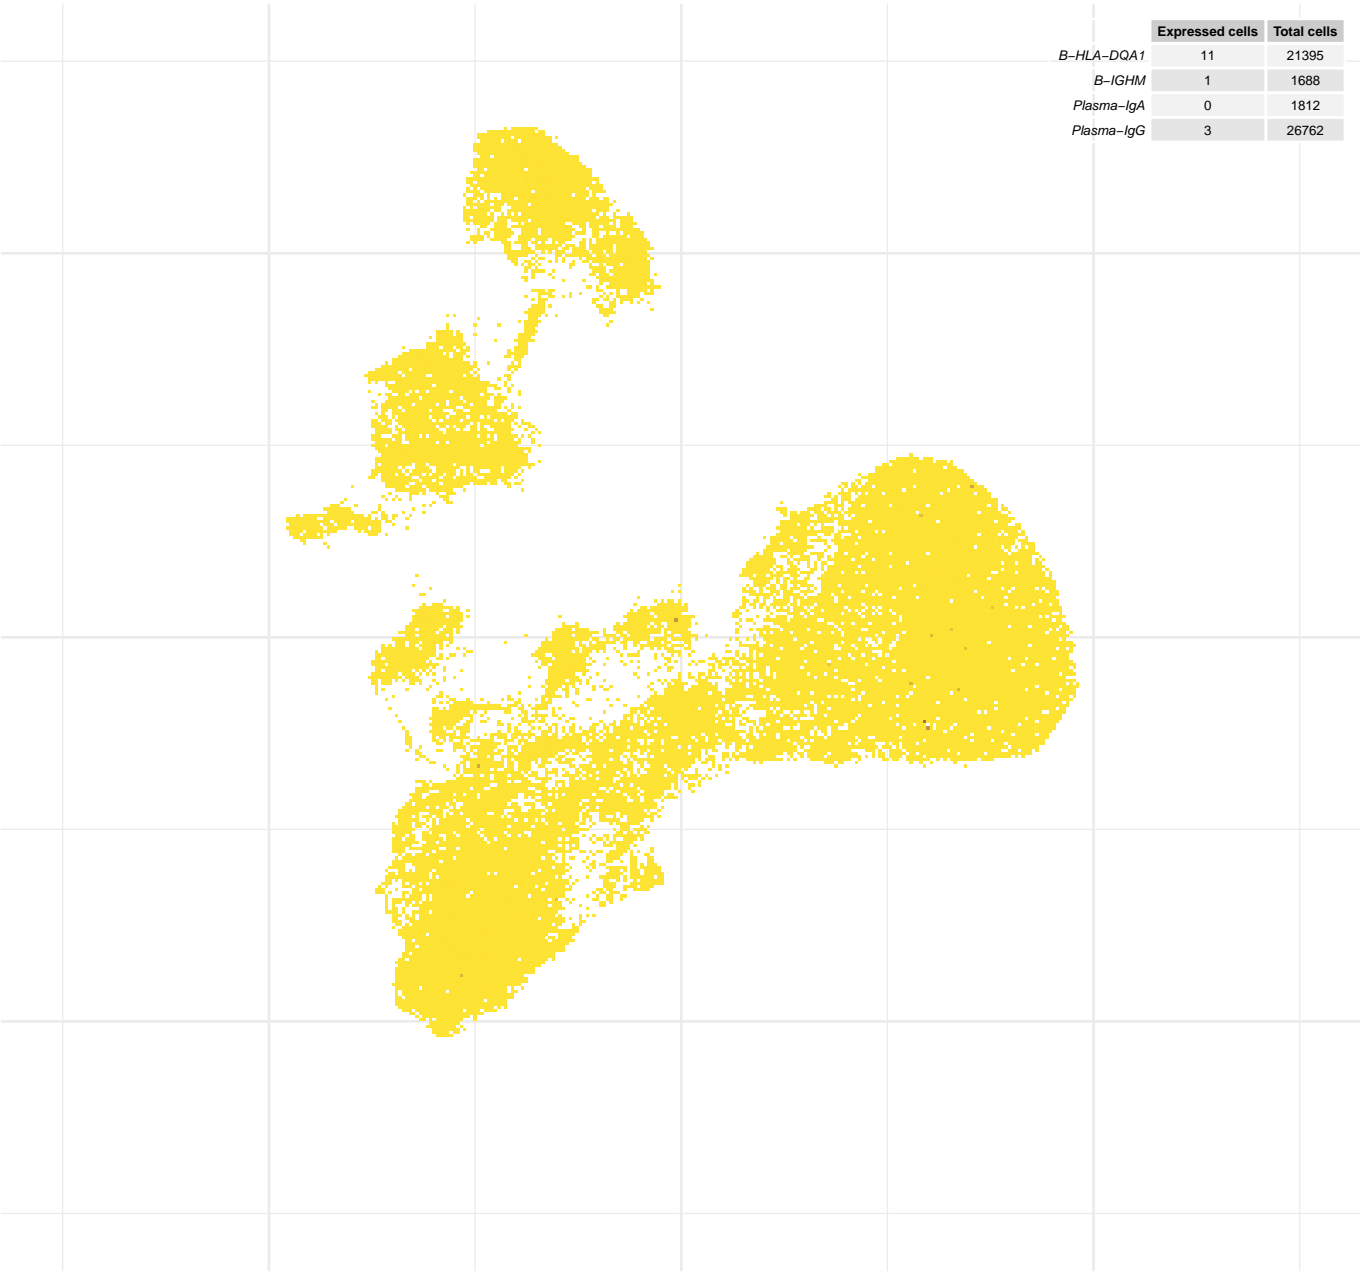 Expressed cells Total cells
B−HLA−DQA1 11 21395
B−IGHM 1 1688
Plasma−IgA 0 1812
Plasma−IgG 3 26762